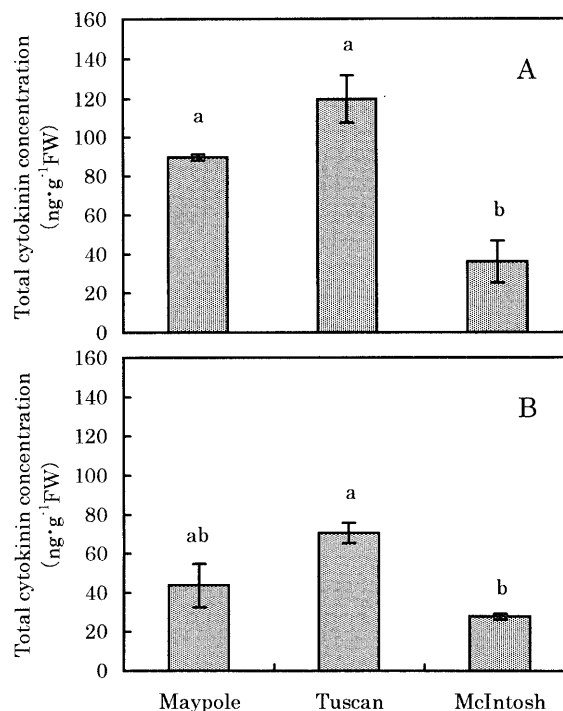 Total cytokinin concentration
(ng·g⁻¹FW)
160
140
120
100
80
60
40
20
0
a
a
b
A
Total cytokinin concentration
(ng·g⁻¹FW)
160
140
120
100
80
60
40
20
0
ab
a
b
B
Maypole Tuscan McIntosh